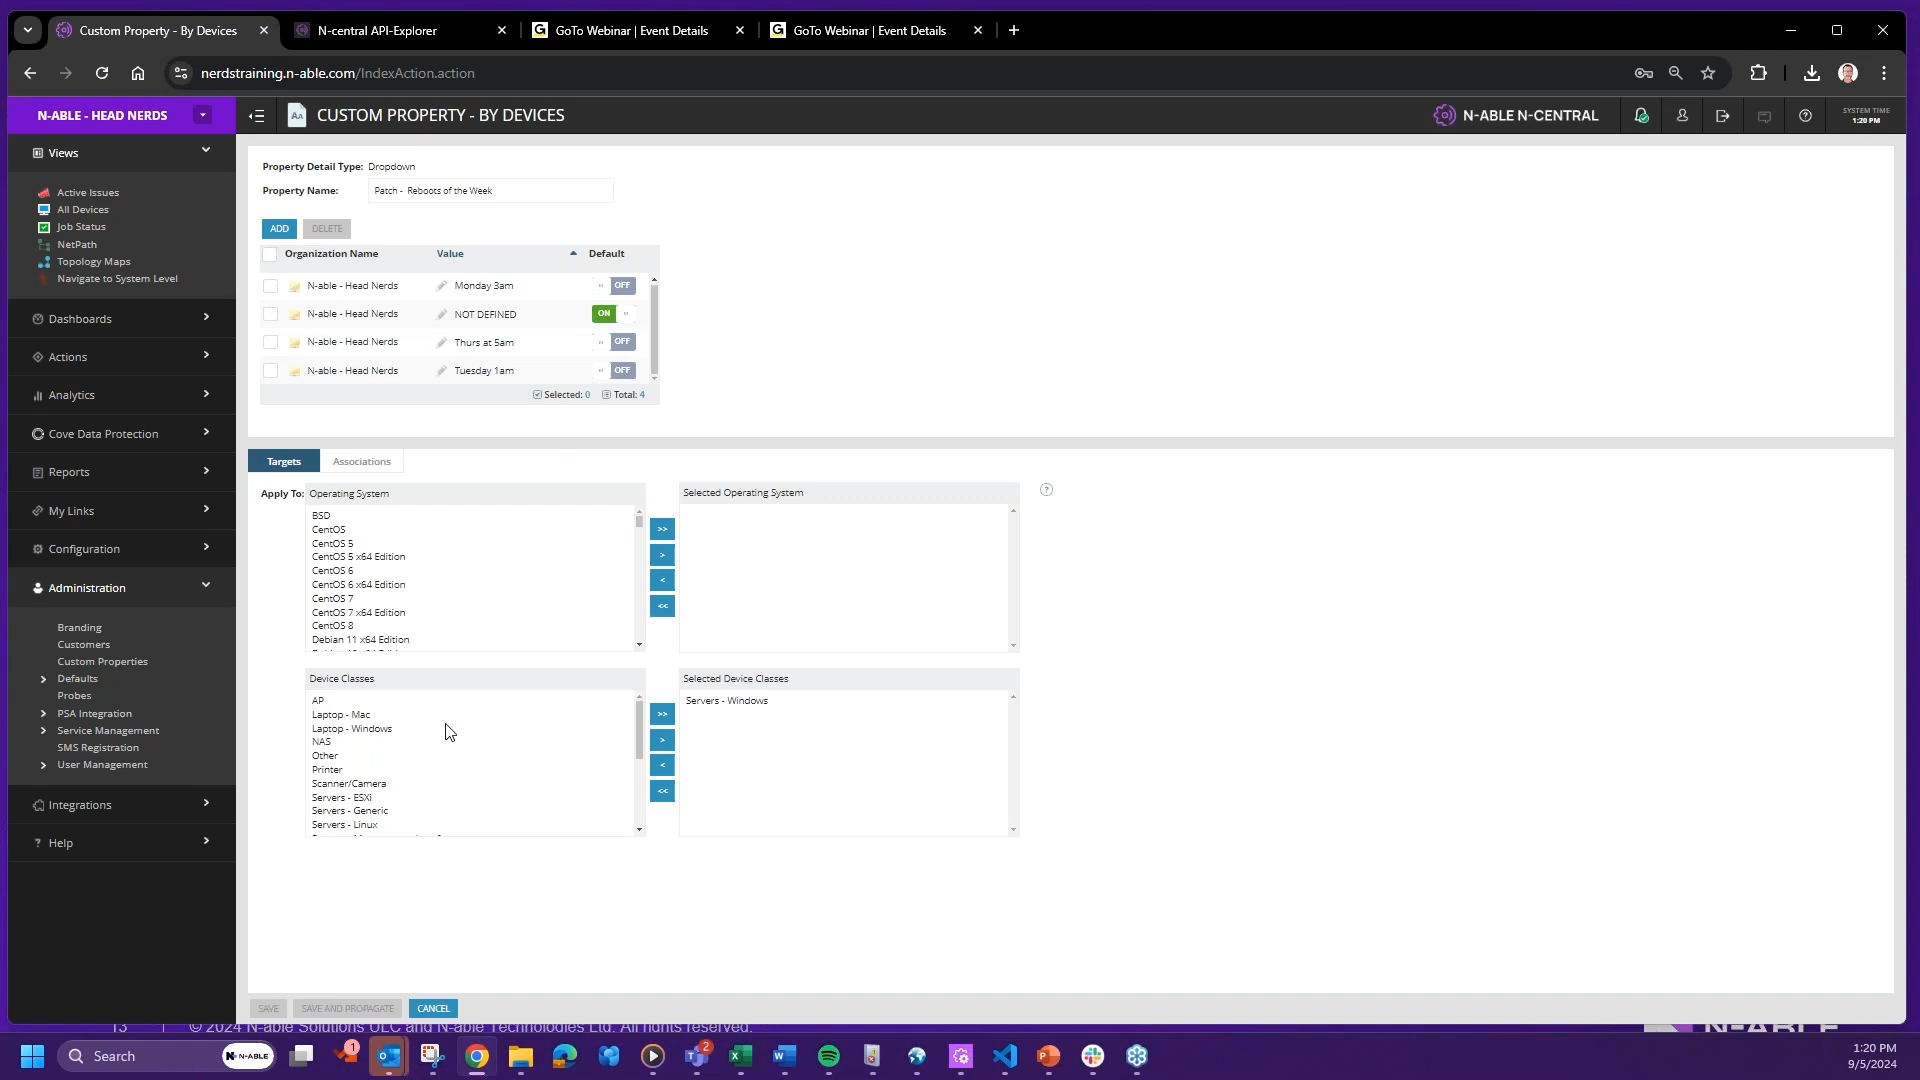 Custom Property - By Devices
N-central API-Explorer
GoTo Webinar | Event Details
GoTo Webinar | Event Details
nerdstraining.n-able.com/IndexAction.action
N-ABLE - HEAD NERDS
CUSTOM PROPERTY - BY DEVICES
N-ABLE N-CENTRAL
SYSTEM TIME
1:20 PM
Views
Active Issues
All Devices
Job Status
NetPath
Topology Maps
Navigate to System Level
Dashboards
Actions
Analytics
Cove Data Protection
Reports
My Links
Configuration
Administration
Branding
Customers
Custom Properties
Defaults
Probes
PSA Integration
Service Management
SMS Registration
User Management
Integrations
Help
Property Detail Type: Dropdown
Property Name: Patch - Reboots of the Week
ADD DELETE
Organization Name Value Default
N-able - Head Nerds Monday 3am OFF
N-able - Head Nerds NOT DEFINED ON
N-able - Head Nerds Thurs at 5am OFF
N-able - Head Nerds Tuesday 1am OFF
Selected: 0 Total: 4
Targets Associations
Apply To: Operating System
BSD
CentOS
CentOS 5
CentOS 5 x64 Edition
CentOS 6
CentOS 6 x64 Edition
CentOS 7
CentOS 7 x64 Edition
CentOS 8
Debian 11 x64 Edition
>>
>
<
<<
Selected Operating System
Device Classes
AP
Laptop - Mac
Laptop - Windows
NAS
Other
Printer
Scanner/Camera
Servers - ESXi
Servers - Generic
Servers - Linux
>>
>
<
<<
Selected Device Classes
Servers - Windows
SAVE SAVE AND PROPAGATE CANCEL
13 | © 2024 N-able Solutions ULC and N-able Technologies Ltd. All rights reserved.
N-ABLE
Search
N-ABLE
1
2
1:20 PM
9/5/2024